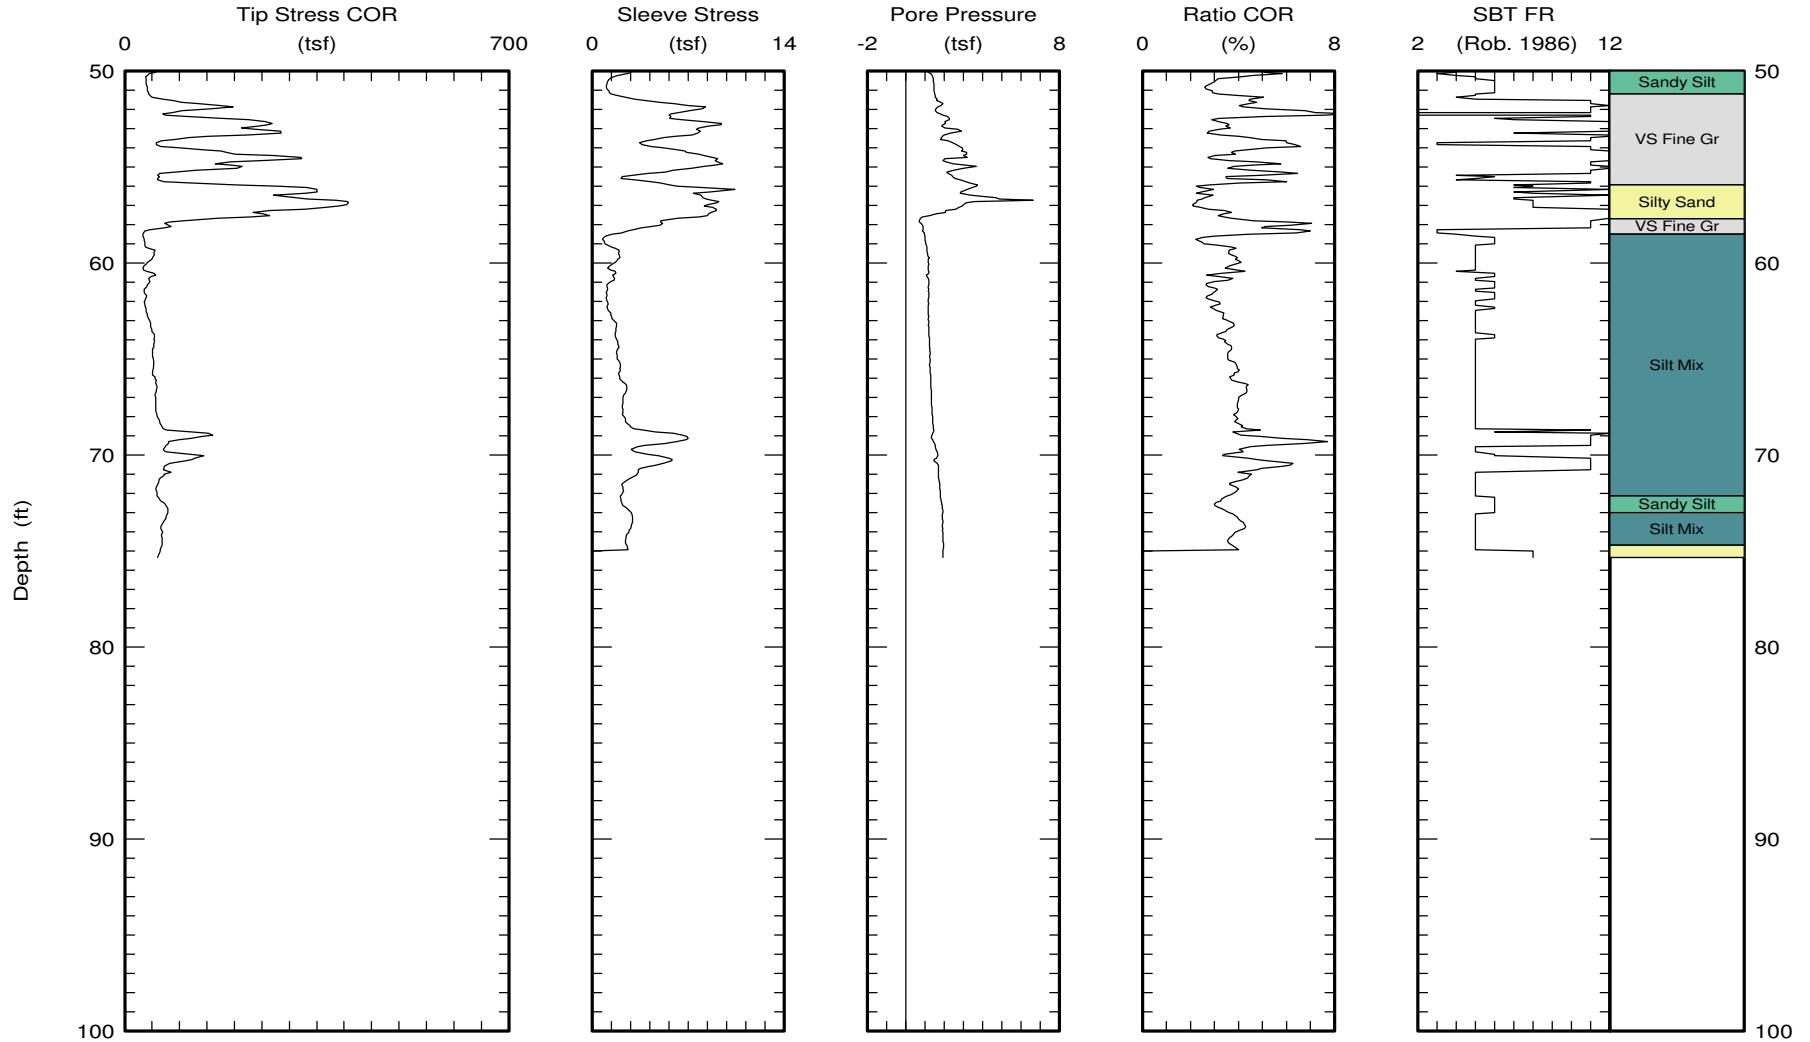 Tip Stress COR Sleeve Stress Pore Pressure Ratio COR SBT FR
0 (tsf) 700 0 (tsf) 14 -2 (tsf) 8 0 (%) 8 2 (Rob. 1986) 12
50 50
Sandy Silt
VS Fine Gr
Silty Sand
VS Fine Gr
60 60
Silt Mix
70 70
Sandy Silt
Silt Mix
Depth (ft)
80 80
90 90
100 100